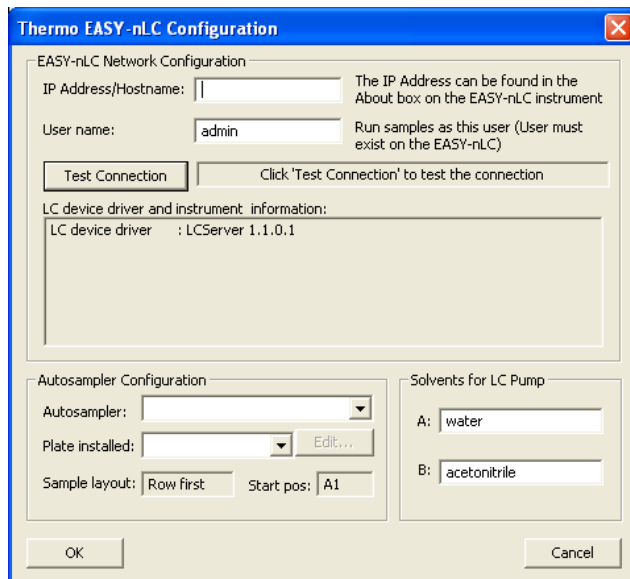 Thermo EASY-nLC Configuration
EASY-nLC Network Configuration
IP Address/Hostname:
The IP Address can be found in the
About box on the EASY-nLC instrument
User name:
admin
Run samples as this user (User must
exist on the EASY-nLC)
Test Connection
Click 'Test Connection' to test the connection
LC device driver and instrument information:
LC device driver : LCServer 1.1.0.1
Autosampler Configuration
Autosampler:
Plate installed:
Edit...
Sample layout:
Row first
Start pos:
A1
Solvents for LC Pump
A:
water
B:
acetonitrile
OK
Cancel